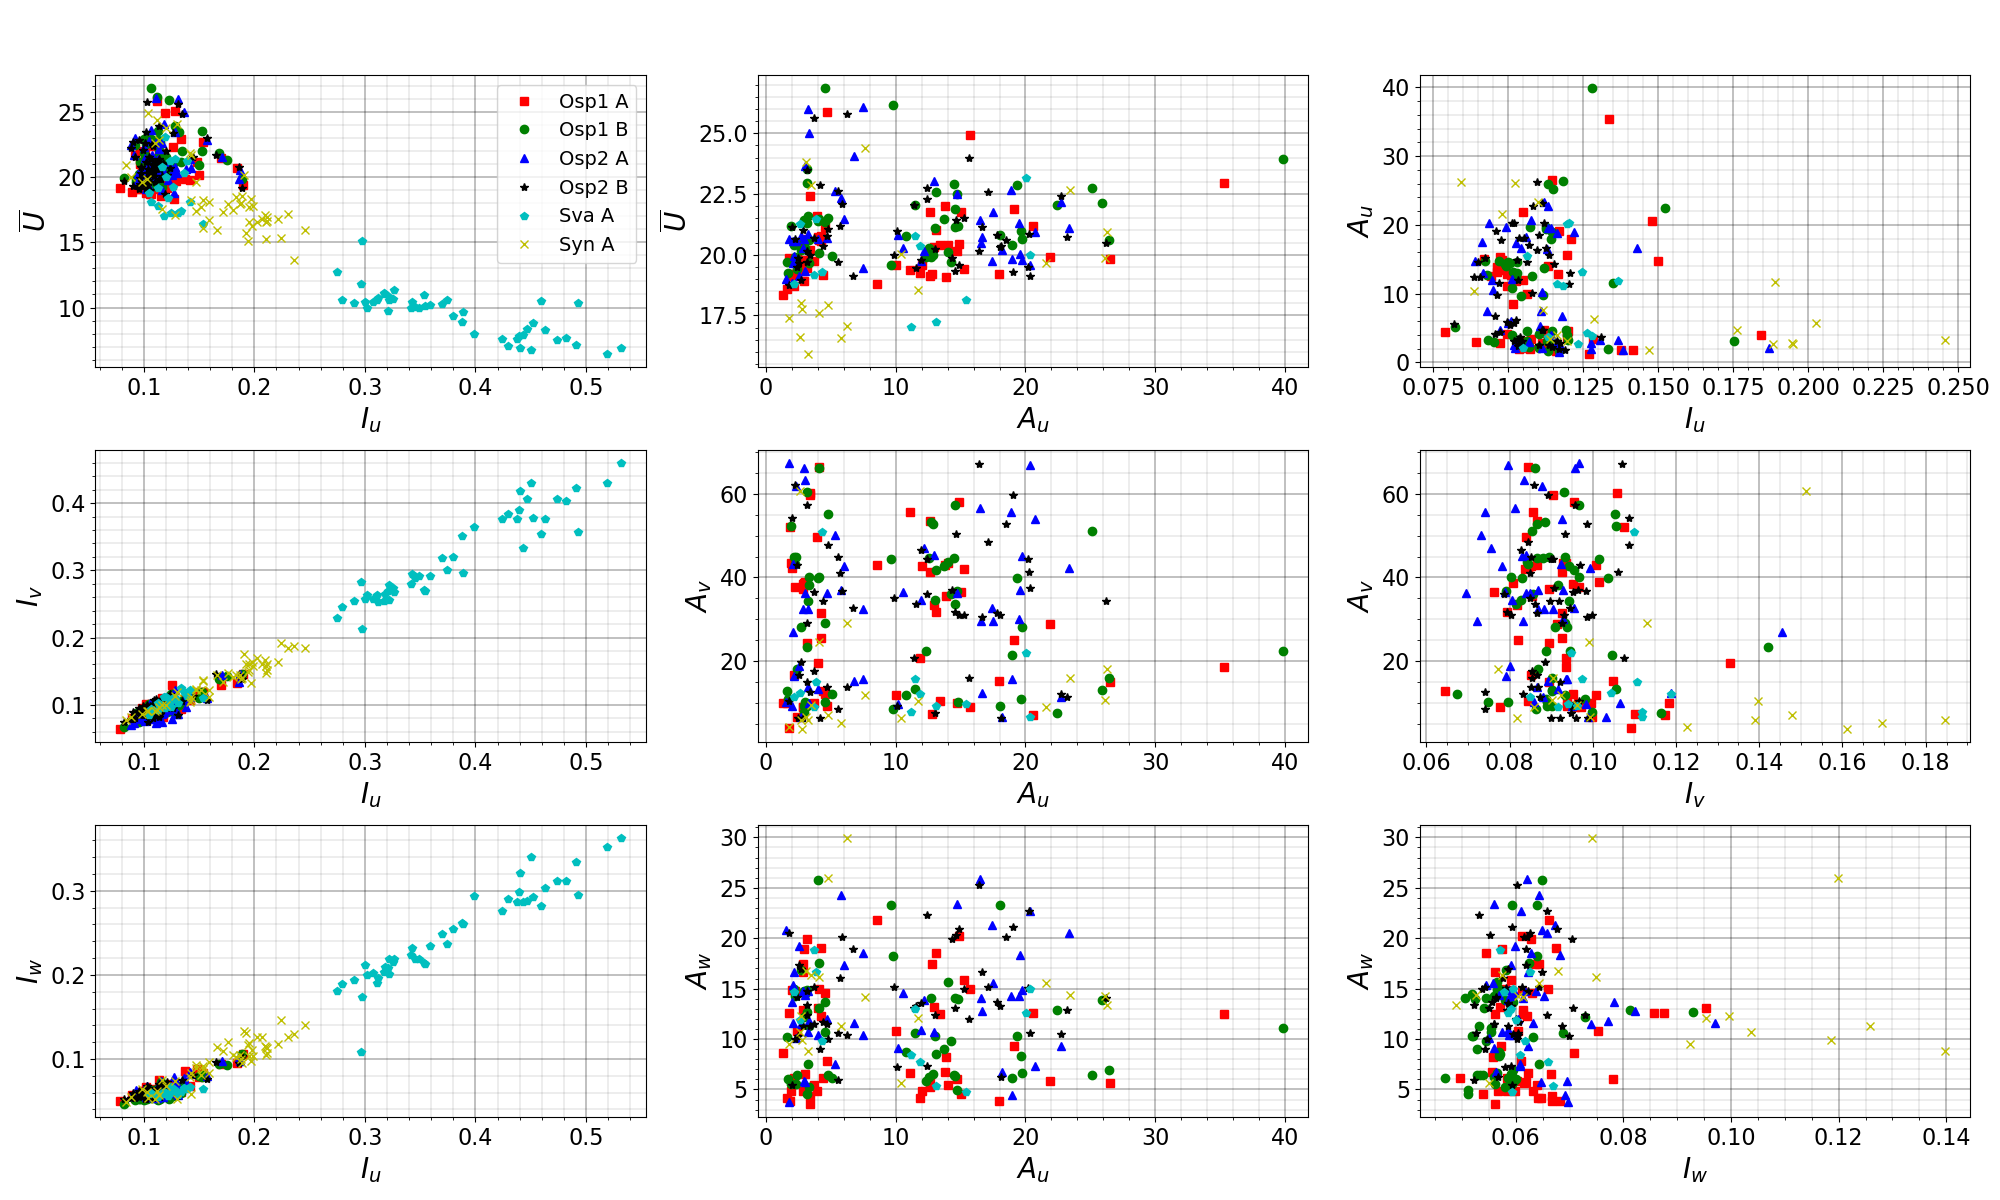 25
20
15
10
U
0.1 0.2 0.3 0.4 0.5
I_u
Osp1 A
Osp1 B
Osp2 A
Osp2 B
Sva A
Syn A
25.0
22.5
20.0
17.5
U
0 10 20 30 40
A_u
40
30
20
10
0
A_u
0.075 0.100 0.125 0.150 0.175 0.200 0.225 0.250
I_u
0.4
0.3
0.2
0.1
I_v
0.1 0.2 0.3 0.4 0.5
I_u
60
40
20
A_v
0 10 20 30 40
A_u
60
40
20
A_v
0.06 0.08 0.10 0.12 0.14 0.16 0.18
I_v
0.3
0.2
0.1
I_w
0.1 0.2 0.3 0.4 0.5
I_u
30
25
20
15
10
5
A_w
0 10 20 30 40
A_u
30
25
20
15
10
5
A_w
0.06 0.08 0.10 0.12 0.14
I_w